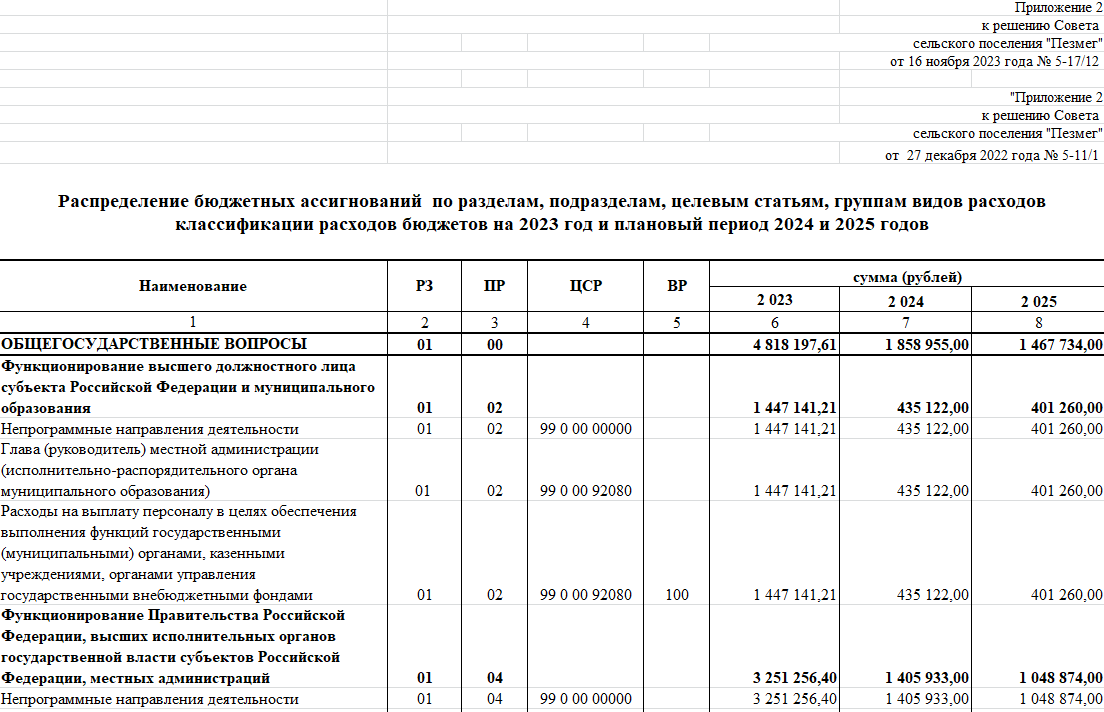 Приложение 2
к решению Совета
сельского поселения "Пезмег"
от 16 ноября 2023 года № 5-17/12
"Приложение 2
к решению Совета
сельского поселения "Пезмег"
от 27 декабря 2022 года № 5-11/1
Распределение бюджетных ассигнований по разделам, подразделам, целевым статьям, группам видов расходов
классификации расходов бюджетов на 2023 год и плановый период 2024 и 2025 годов
Наименование РЗ ПР ЦСР ВР сумма (рублей)
2 023 2 024 2 025
1 2 3 4 5 6 7 8
ОБЩЕГОСУДАРСТВЕННЫЕ ВОПРОСЫ 01 00 4 818 197,61 1 858 955,00 1 467 734,00
Функционирование высшего должностного лица
субъекта Российской Федерации и муниципального
образования 01 02 1 447 141,21 435 122,00 401 260,00
Непрограммные направления деятельности 01 02 99 0 00 00000 1 447 141,21 435 122,00 401 260,00
Глава (руководитель) местной администрации
(исполнительно-распорядительного органа
муниципального образования) 01 02 99 0 00 92080 1 447 141,21 435 122,00 401 260,00
Расходы на выплату персоналу в целях обеспечения
выполнения функций государственными
(муниципальными) органами, казенными
учреждениями, органами управления
государственными внебюджетными фондами 01 02 99 0 00 92080 100 1 447 141,21 435 122,00 401 260,00
Функционирование Правительства Российской
Федерации, высших исполнительных органов
государственной власти субъектов Российской
Федерации, местных администраций 01 04 3 251 256,40 1 405 933,00 1 048 874,00
Непрограммные направления деятельности 01 04 99 0 00 00000 3 251 256,40 1 405 933,00 1 048 874,00